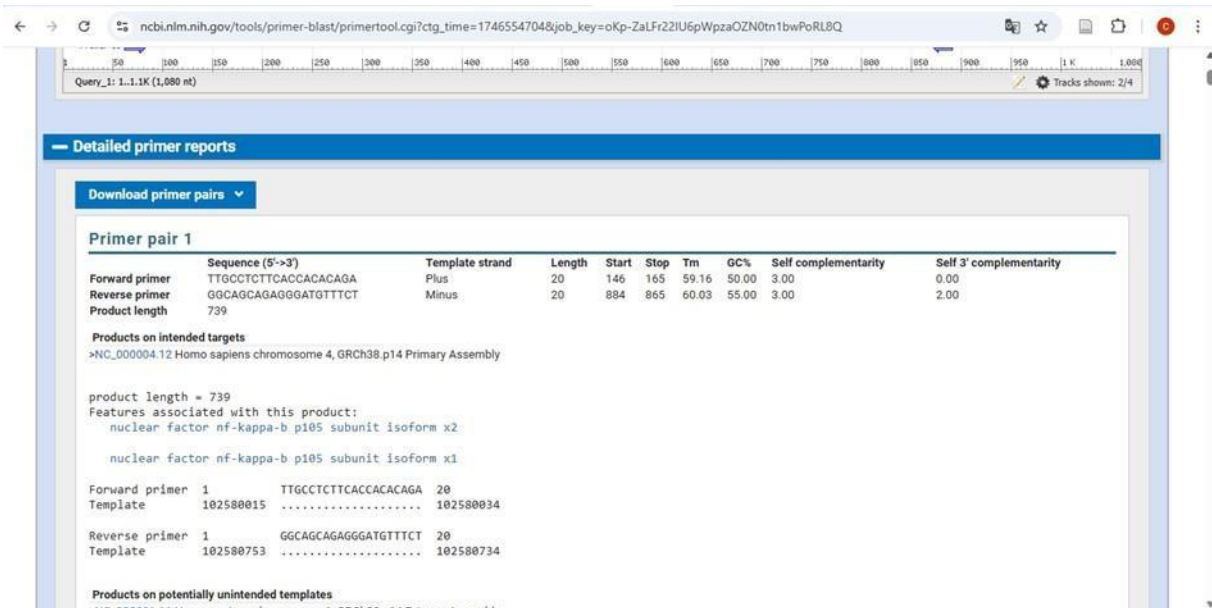 ncbi.nlm.nih.gov/tools/primer-blast/primertool.cgi?ctg_time=1746554704&job_key=oKp-ZaLFr22IU6pWpzaOZN0tn1bwPoRL8Q
1 50 100 150 200 250 300 350 400 450 500 550 600 650 700 750 800 850 900 950 1 K 1,080
Query_1: 1..1.1K (1,080 nt) Tracks shown: 2/4
Detailed primer reports
Download primer pairs
Primer pair 1
Sequence (5'->3') Template strand Length Start Stop Tm GC% Self complementarity Self 3' complementarity
Forward primer TTGCCTCTTCACCACACAGA Plus 20 146 165 59.16 50.00 3.00 0.00
Reverse primer GGCAGCAGAGGGATGTTTCT Minus 20 884 865 60.03 55.00 3.00 2.00
Product length 739
Products on intended targets
>NC_000004.12 Homo sapiens chromosome 4, GRCh38.p14 Primary Assembly
product length = 739
Features associated with this product:
nuclear factor nf-kappa-b p105 subunit isoform x2
nuclear factor nf-kappa-b p105 subunit isoform x1
Forward primer 1 TTGCCTCTTCACCACACAGA 20
Template 102580015 .................... 102580034
Reverse primer 1 GGCAGCAGAGGGATGTTTCT 20
Template 102580753 .................... 102580734
Products on potentially unintended templates